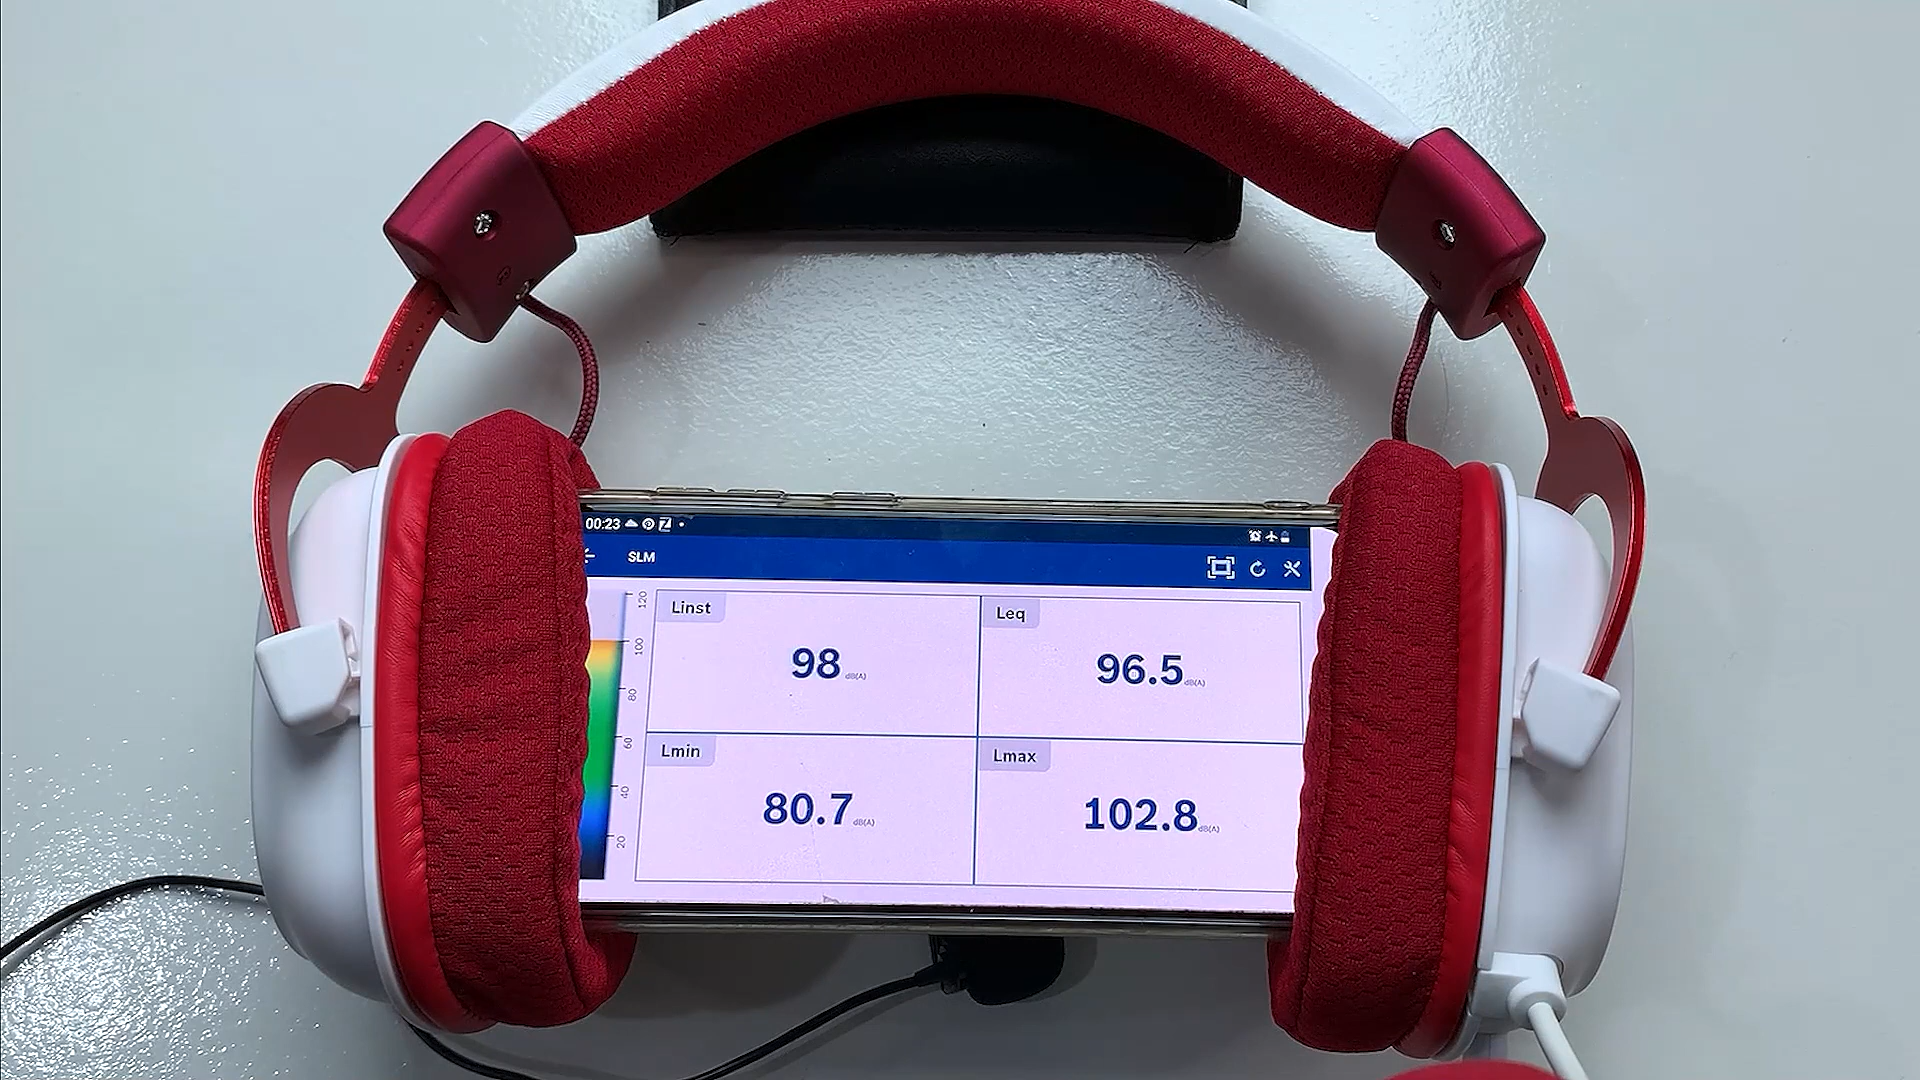 00:23
SLM
120
100
80
60
40
20
Linst
98 dB(A)
Leq
96.5 dB(A)
Lmin
80.7 dB(A)
Lmax
102.8 dB(A)